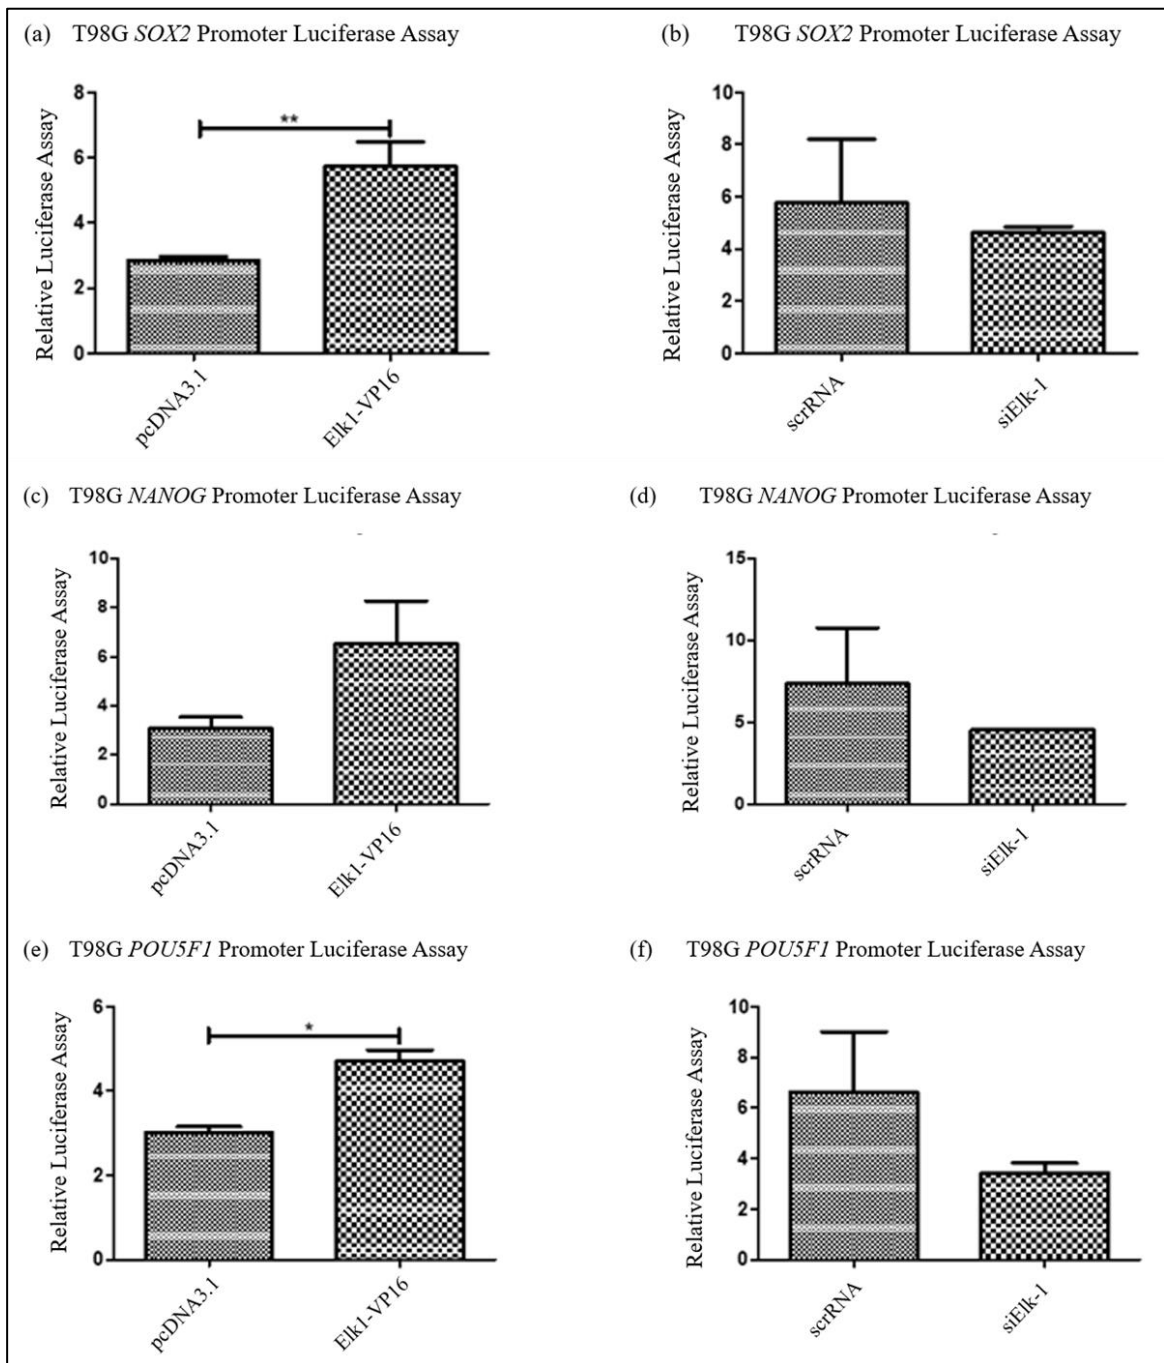 (a) T98G SOX2 Promoter Luciferase Assay
Relative Luciferase Assay
8
6
4
2
0
**
pcDNA3.1
Elk1-VP16
(b) T98G SOX2 Promoter Luciferase Assay
Relative Luciferase Assay
10
8
6
4
2
0
scrRNA
siElk-1
(c) T98G NANOG Promoter Luciferase Assay
Relative Luciferase Assay
10
8
6
4
2
0
pcDNA3.1
Elk1-VP16
(d) T98G NANOG Promoter Luciferase Assay
Relative Luciferase Assay
15
10
5
0
scrRNA
siElk-1
(e) T98G POU5F1 Promoter Luciferase Assay
Relative Luciferase Assay
6
4
2
0
*
pcDNA3.1
Elk1-VP16
(f) T98G POU5F1 Promoter Luciferase Assay
Relative Luciferase Assay
10
8
6
4
2
0
scrRNA
siElk-1